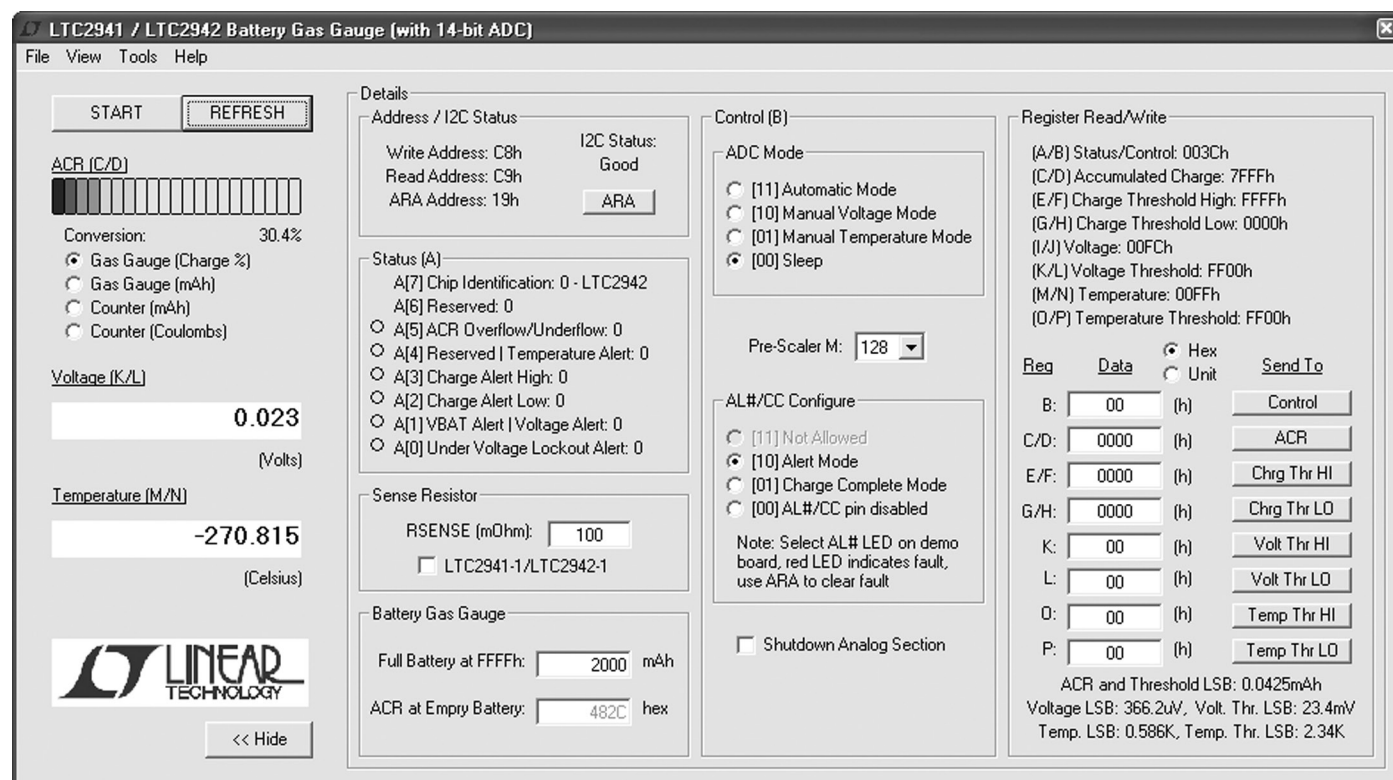 LTC2941 / LTC2942 Battery Gas Gauge (with 14-bit ADC)
File View Tools Help
START REFRESH
ACR (C/D)
Conversion: 30.4%
Gas Gauge (Charge %)
Gas Gauge (mAh)
Counter (mAh)
Counter (Coulombs)
Voltage (K/L)
0.023
(Volts)
Temperature (M/N)
-270.815
(Celsius)
LINEAR
TECHNOLOGY
<< Hide
Details
Address / I2C Status
Write Address: C8h
Read Address: C9h
ARA Address: 19h
I2C Status:
Good
ARA
Status (A)
A[7] Chip Identification: 0 - LTC2942
A[6] Reserved: 0
A[5] ACR Overflow/Underflow: 0
A[4] Reserved | Temperature Alert: 0
A[3] Charge Alert High: 0
A[2] Charge Alert Low: 0
A[1] VBAT Alert | Voltage Alert: 0
A[0] Under Voltage Lockout Alert: 0
Sense Resistor
RSENSE (mOhm): 100
LTC2941-1/LTC2942-1
Battery Gas Gauge
Full Battery at FFFFh: 2000 mAh
ACR at Empry Battery: 482C hex
Control (B)
ADC Mode
[11] Automatic Mode
[10] Manual Voltage Mode
[01] Manual Temperature Mode
[00] Sleep
Pre-Scaler M: 128
AL#/CC Configure
[11] Not Allowed
[10] Alert Mode
[01] Charge Complete Mode
[00] AL#/CC pin disabled
Note: Select AL# LED on demo
board, red LED indicates fault,
use ARA to clear fault
Shutdown Analog Section
Register Read/Write
(A/B) Status/Control: 003Ch
(C/D) Accumulated Charge: 7FFFh
(E/F) Charge Threshold High: FFFFh
(G/H) Charge Threshold Low: 0000h
(I/J) Voltage: 00FCh
(K/L) Voltage Threshold: FF00h
(M/N) Temperature: 00FFh
(O/P) Temperature Threshold: FF00h
Reg Data Hex Send To
Unit
B: 00 (h) Control
C/D: 0000 (h) ACR
E/F: 0000 (h) Chrg Thr HI
G/H: 0000 (h) Chrg Thr LO
K: 00 (h) Volt Thr HI
L: 00 (h) Volt Thr LO
O: 00 (h) Temp Thr HI
P: 00 (h) Temp Thr LO
ACR and Threshold LSB: 0.0425mAh
Voltage LSB: 366.2uV, Volt. Thr. LSB: 23.4mV
Temp. LSB: 0.586K, Temp. Thr. LSB: 2.34K